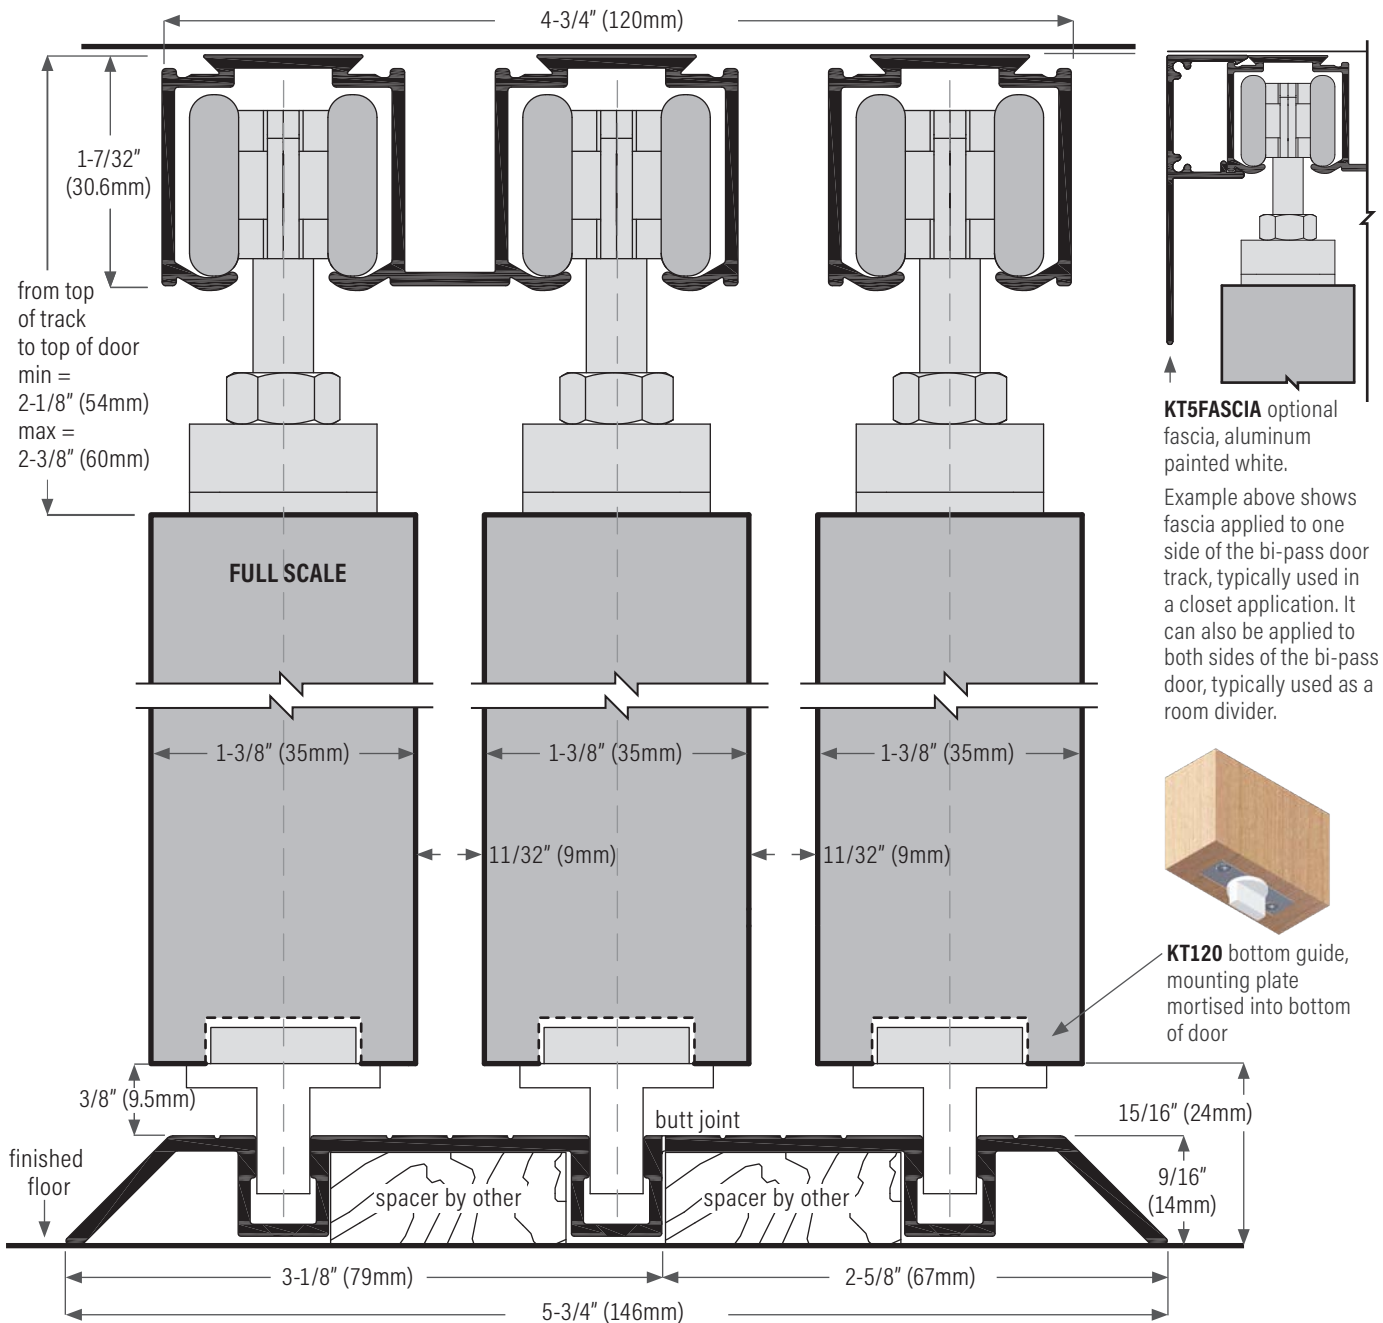 4-3/4" (120mm)
1-7/32"
(30.6mm)
from top
of track
to top of door
min =
2-1/8" (54mm)
max =
2-3/8" (60mm)
KT5FASCIA optional
fascia, aluminum
painted white.
Example above shows
fascia applied to one
side of the bi-pass door
track, typically used in
a closet application. It
can also be applied to
both sides of the bi-pass
door, typically used as a
room divider.
FULL SCALE
1-3/8" (35mm)
1-3/8" (35mm)
1-3/8" (35mm)
11/32" (9mm)
11/32" (9mm)
KT120 bottom guide,
mounting plate
mortised into bottom
of door
3/8" (9.5mm)
butt joint
15/16" (24mm)
finished
floor
spacer by other
spacer by other
9/16"
(14mm)
3-1/8" (79mm)
2-5/8" (67mm)
5-3/4" (146mm)